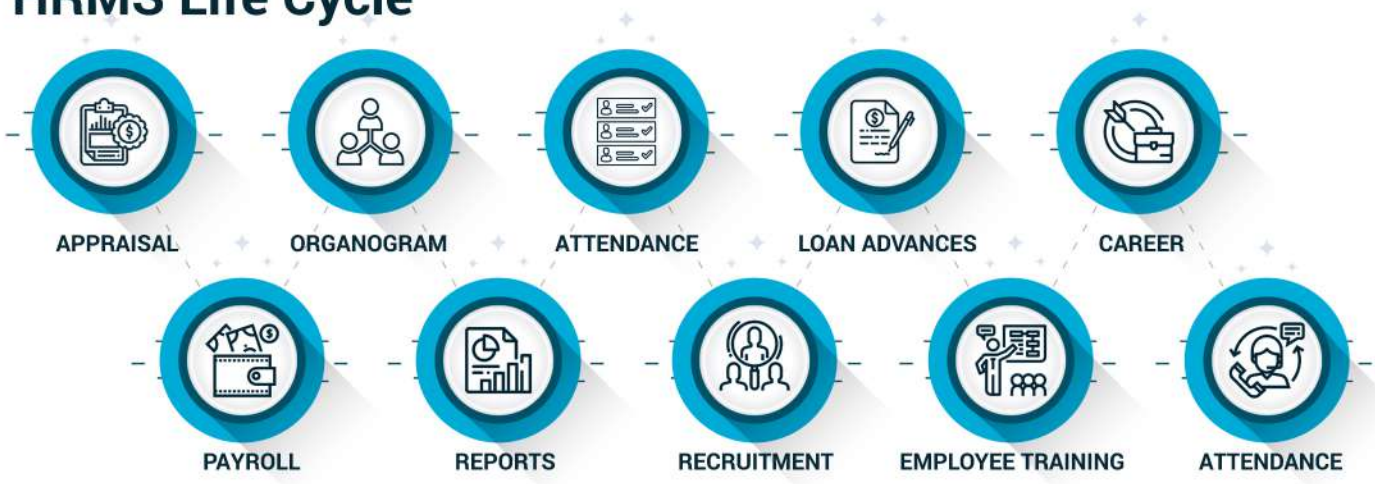 HRMS Life Cycle
APPRAISAL
ORGANOGRAM
ATTENDANCE
LOAN ADVANCES
CAREER
PAYROLL
REPORTS
RECRUITMENT
EMPLOYEE TRAINING
ATTENDANCE